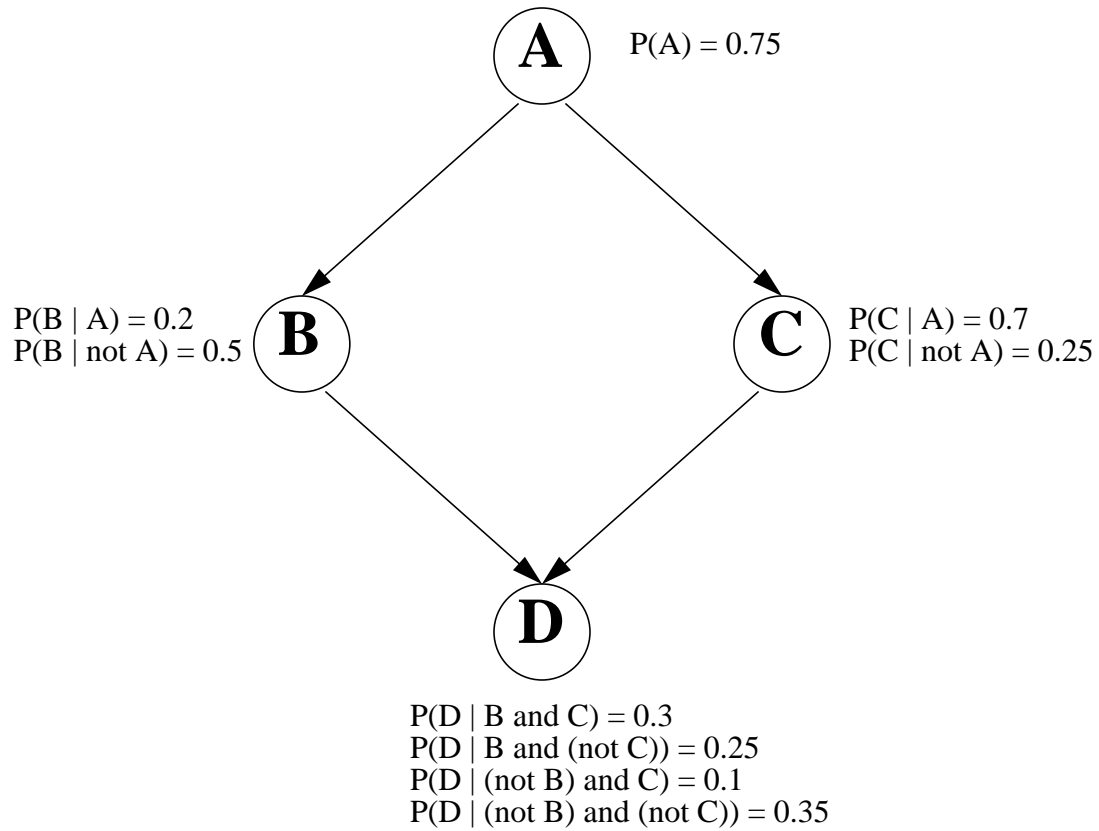 A
P(A) = 0.75
P(B | A) = 0.2
P(B | not A) = 0.5
B
C
P(C | A) = 0.7
P(C | not A) = 0.25
D
P(D | B and C) = 0.3
P(D | B and (not C)) = 0.25
P(D | (not B) and C) = 0.1
P(D | (not B) and (not C)) = 0.35